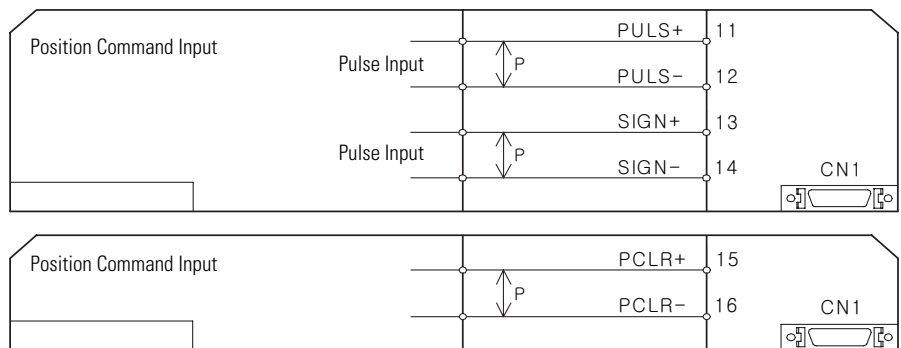 Position Command Input
PULS+ 11
Pulse Input P
PULS− 12
SIGN+ 13
Pulse Input P
SIGN− 14
CN1
Position Command Input
PCLR+ 15
P
PCLR− 16
CN1